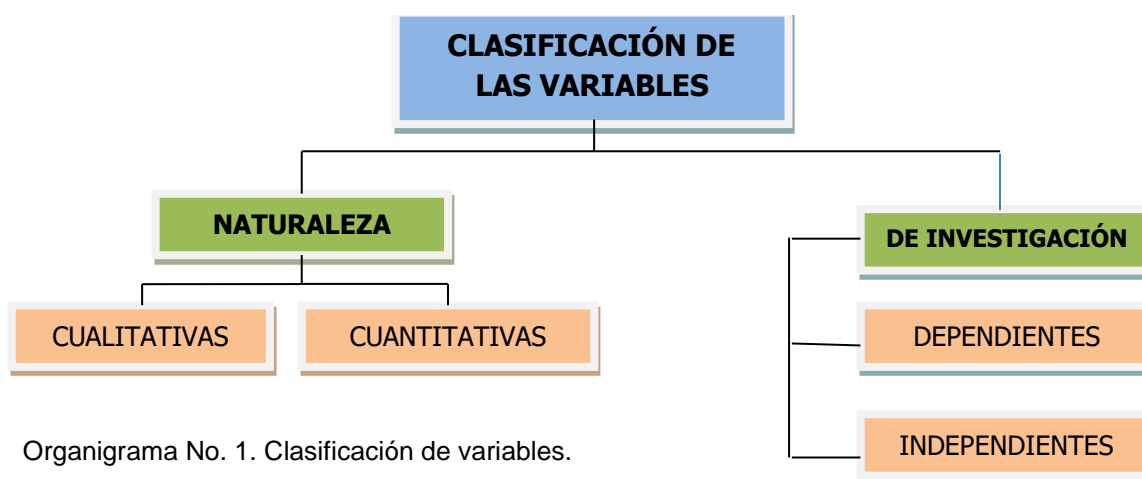 CLASIFICACIÓN DE
LAS VARIABLES
NATURALEZA
DE INVESTIGACIÓN
CUALITATIVAS
CUANTITATIVAS
DEPENDIENTES
INDEPENDIENTES
Organigrama No. 1. Clasificación de variables.